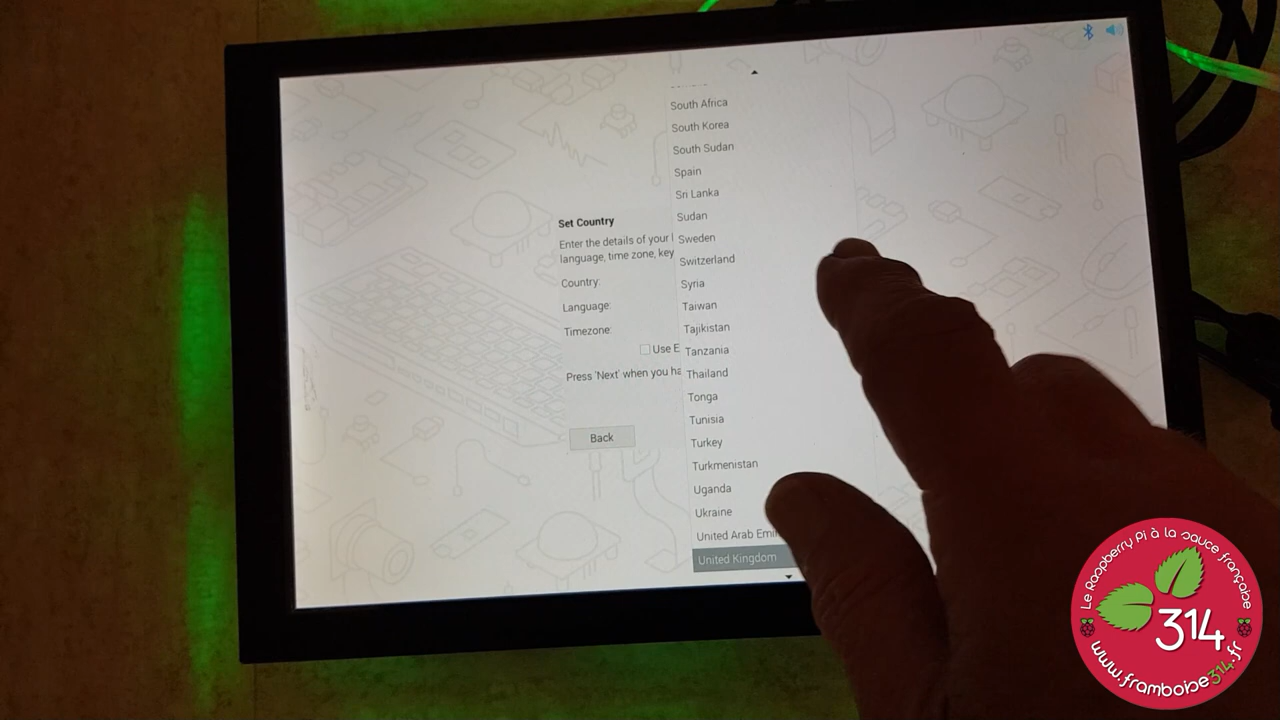 South Africa
South Korea
South Sudan
Spain
Sri Lanka
Sudan
Sweden
Switzerland
Syria
Taiwan
Tajikistan
Tanzania
Thailand
Tonga
Tunisia
Turkey
Turkmenistan
Uganda
Ukraine
United Arab Emi
United Kingdom
Set Country
Enter the details of your l
language, time zone, key
Country:
Language:
Timezone:
Use E
Press 'Next' when you ha
Back
Le Raspberry Pi à la sauce française
314
www.framboise314.fr